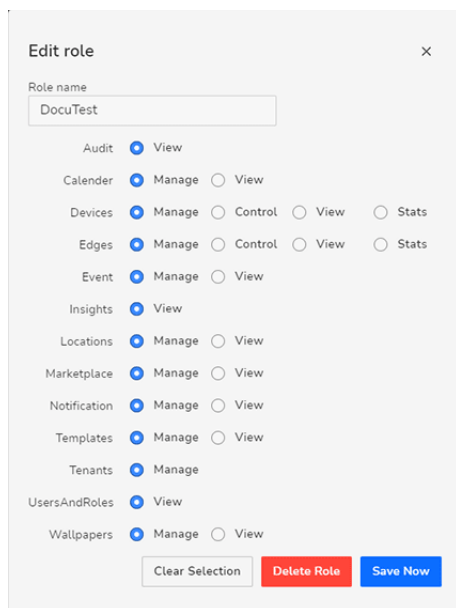 Edit role
Role name
DocuTest
Audit View
Calender Manage View
Devices Manage Control View Stats
Edges Manage Control View Stats
Event Manage View
Insights View
Locations Manage View
Marketplace Manage View
Notification Manage View
Templates Manage View
Tenants Manage
UsersAndRoles View
Wallpapers Manage View
Clear Selection Delete Role Save Now